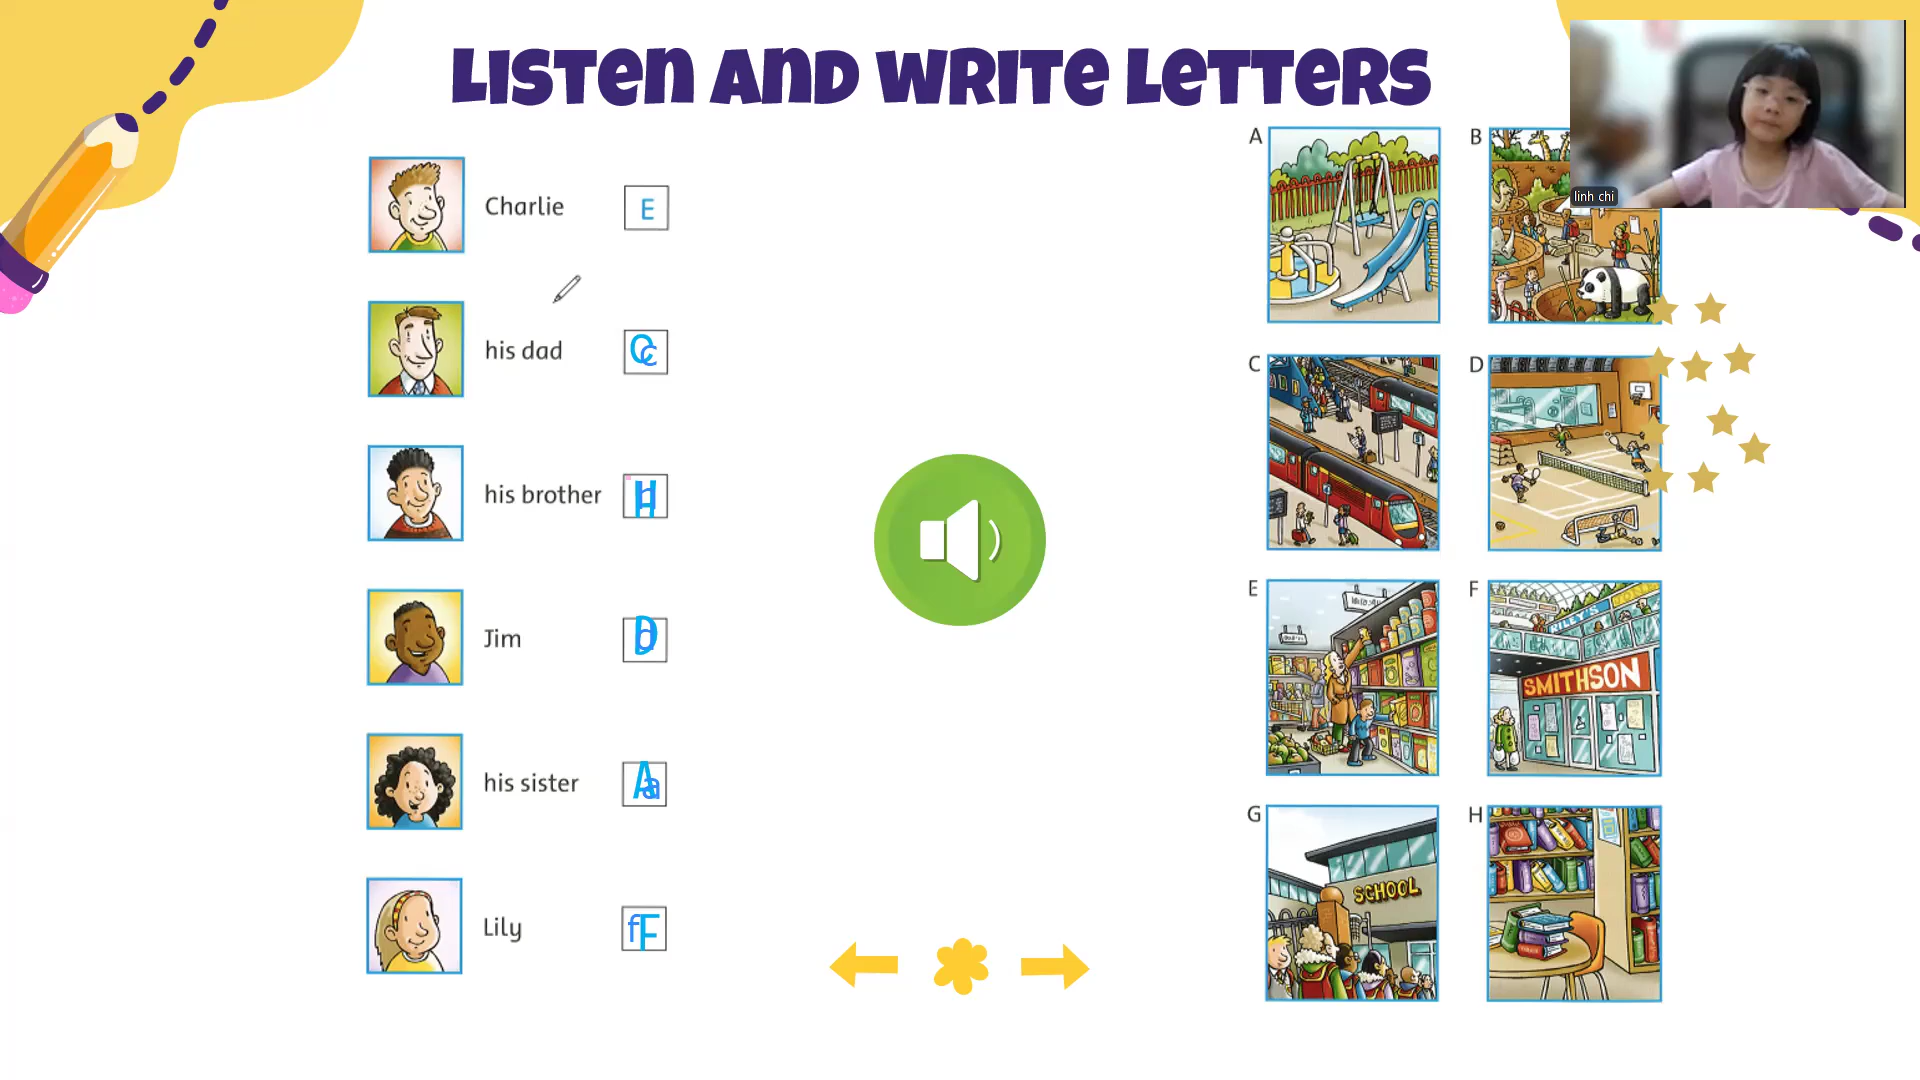 LISTEN AND WRITE LETTERS
linh chi
Charlie E
his dad C c
his brother H
Jim D
his sister A a
Lily f F
A
B
C
D
E
F
SMITHSON
G
SCHOOL
H